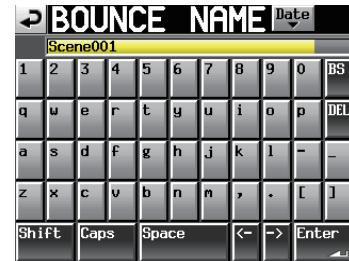 BOUNCE NAME Date
Scene001
1 2 3 4 5 6 7 8 9 0 BS
q w e r t y u i o p DEL
a s d f g h j k l - _
z x c v b n m , . [ ]
Shift Caps Space <- -> Enter